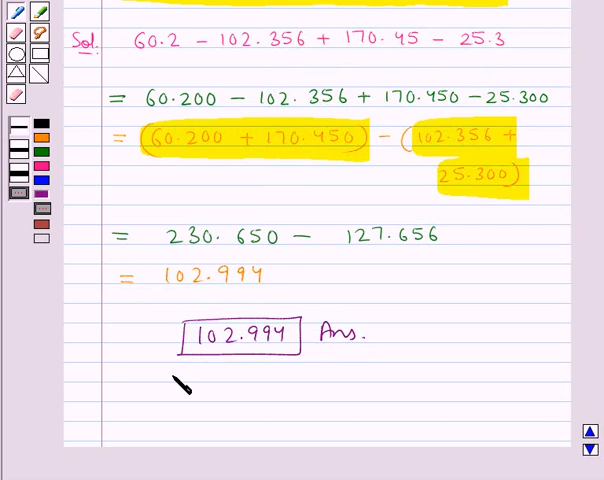 Sol. 60.2 - 102.356 + 170.45 - 25.3
= 60.200 - 102.356 + 170.450 - 25.300
= (60.200 + 170.450) - (102.356 +
25.300)
= 230.650 - 127.656
= 102.994
102.994 Ans.